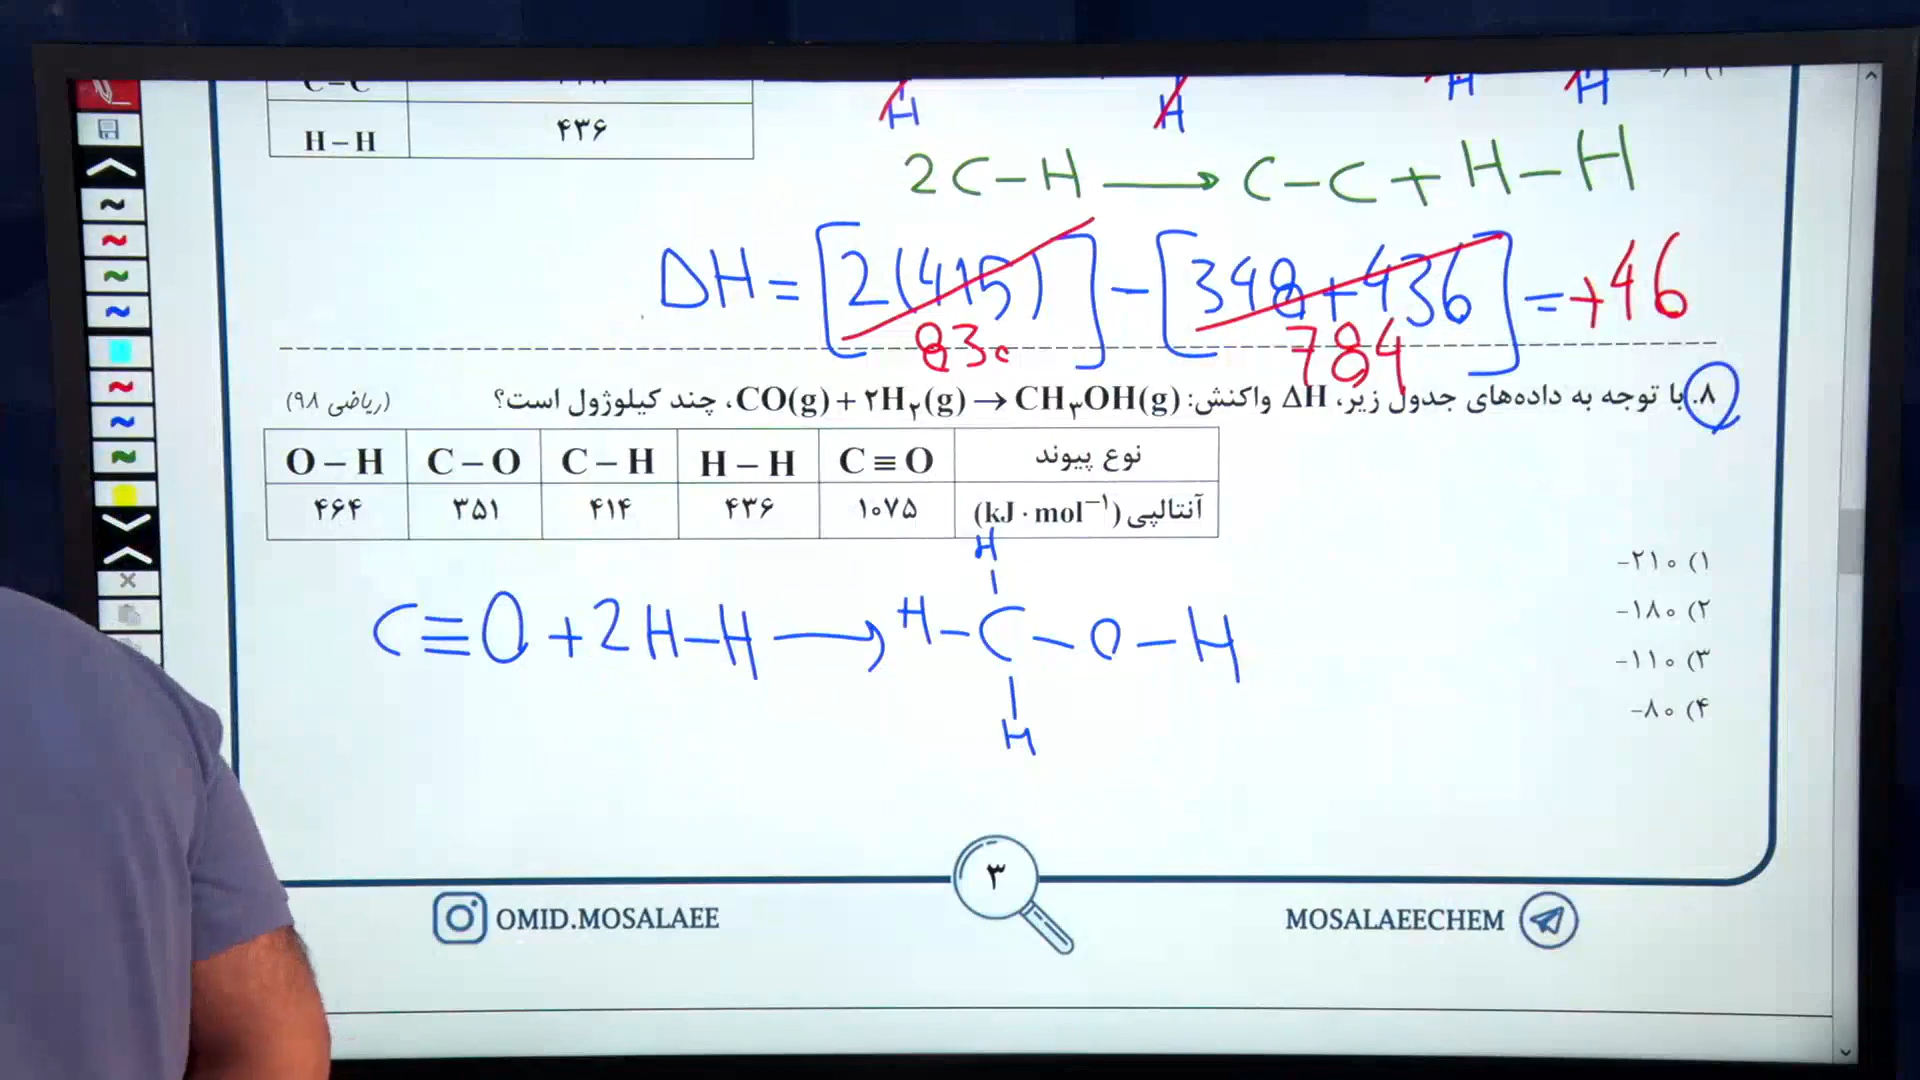 H – H ۴۳۶
H H H H
2C-H → C-C + H-H
ΔH = [2(415)] - [348+436] = +46
830 784
۸. با توجه به داده‌های جدول زیر، ΔH واکنش: CO(g) + ۲H₂(g) → CH₃OH(g)، چند کیلوژول است؟ (ریاضی ۹۸)
نوع پیوند C ≡ O H – H C – H C – O O – H
آنتالپی (kJ · mol⁻¹) ۱۰۷۵ ۴۳۶ ۴۱۴ ۳۵۱ ۴۶۴
۱) ۲۱۰-
۲) ۱۸۰-
۳) ۱۱۰-
۴) ۸۰-
H
C≡O + 2H-H → H-C-O-H
H
۳
OMID.MOSALAEE MOSALAEECHEM